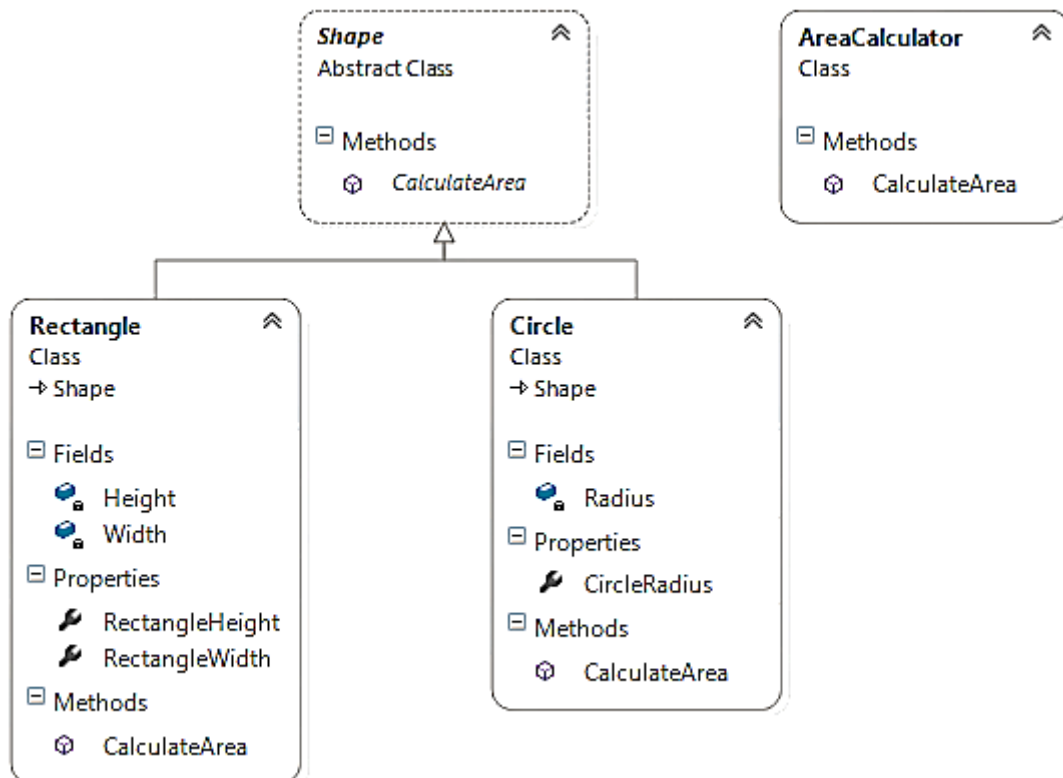 Shape
Abstract Class
Methods
CalculateArea
AreaCalculator
Class
Methods
CalculateArea
Rectangle
Class
Shape
Fields
Height
Width
Properties
RectangleHeight
RectangleWidth
Methods
CalculateArea
Circle
Class
Shape
Fields
Radius
Properties
CircleRadius
Methods
CalculateArea